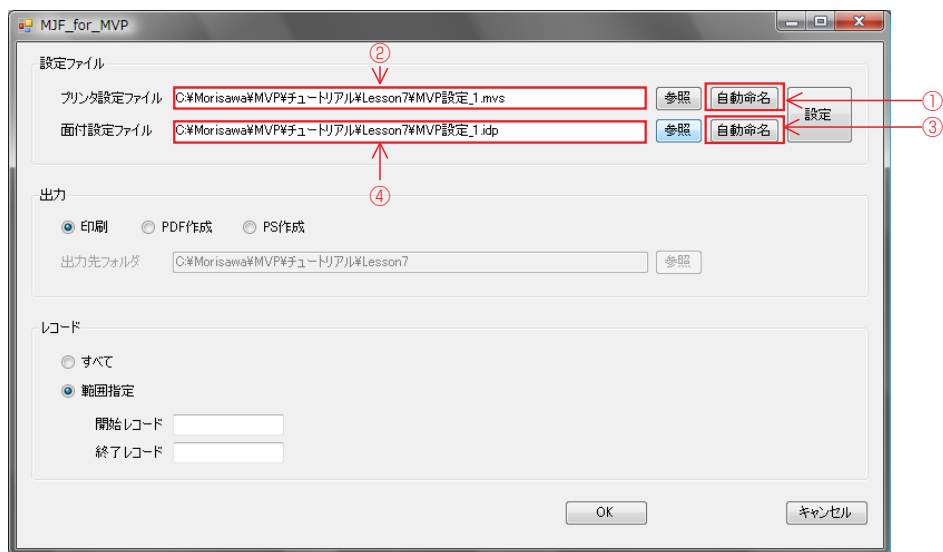 MJF_for_MVP
②
設定ファイル
プリンタ設定ファイル C:¥Morisawa¥MVP¥チュートリアル¥Lesson7¥MVP設定_1.mvs 参照 自動命名 ①
設定
面付設定ファイル C:¥Morisawa¥MVP¥チュートリアル¥Lesson7¥MVP設定_1.idp 参照 自動命名 ③
④
出力
印刷 PDF作成 PS作成
出力先フォルダ C:¥Morisawa¥MVP¥チュートリアル¥Lesson7 参照
レコード
すべて
範囲指定
開始レコード
終了レコード
OK キャンセル